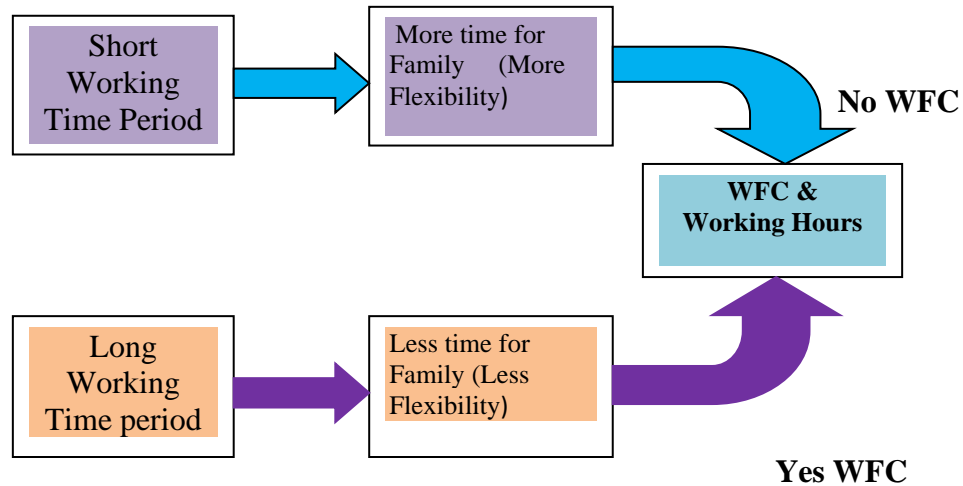 Short
Working
Time Period
More time for
Family (More
Flexibility)
No WFC
WFC &
Working Hours
Long
Working
Time period
Less time for
Family (Less
Flexibility)
Yes WFC